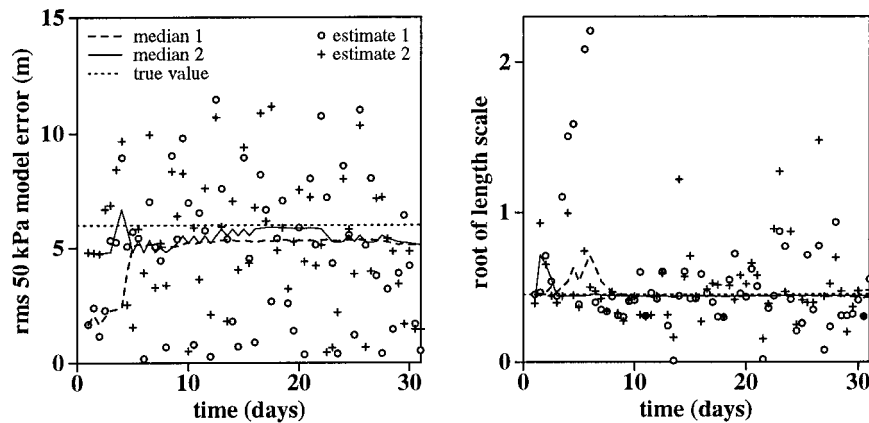 15
10
5
0
rms 50 kPa model error (m)
median 1
median 2
true value
estimate 1
estimate 2
0
10
20
30
time (days)
2
1
0
root of length scale
0
10
20
30
time (days)